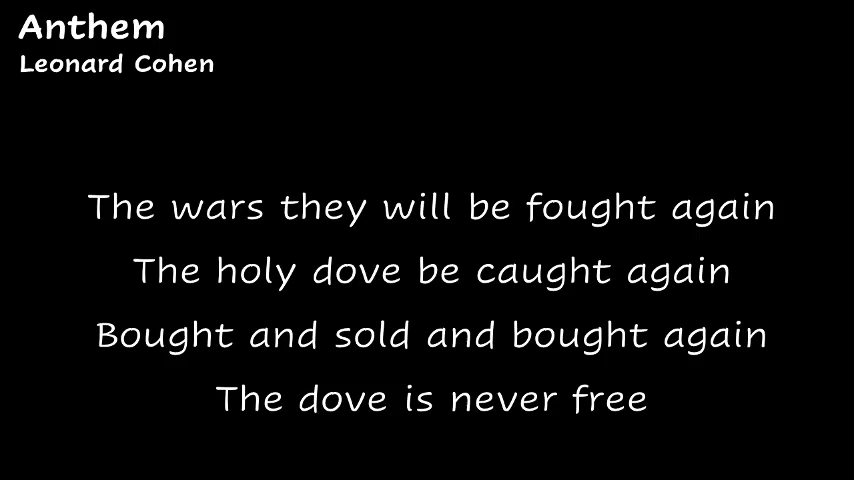 Anthem
Leonard Cohen
The wars they will be fought again
The holy dove be caught again
Bought and sold and bought again
The dove is never free